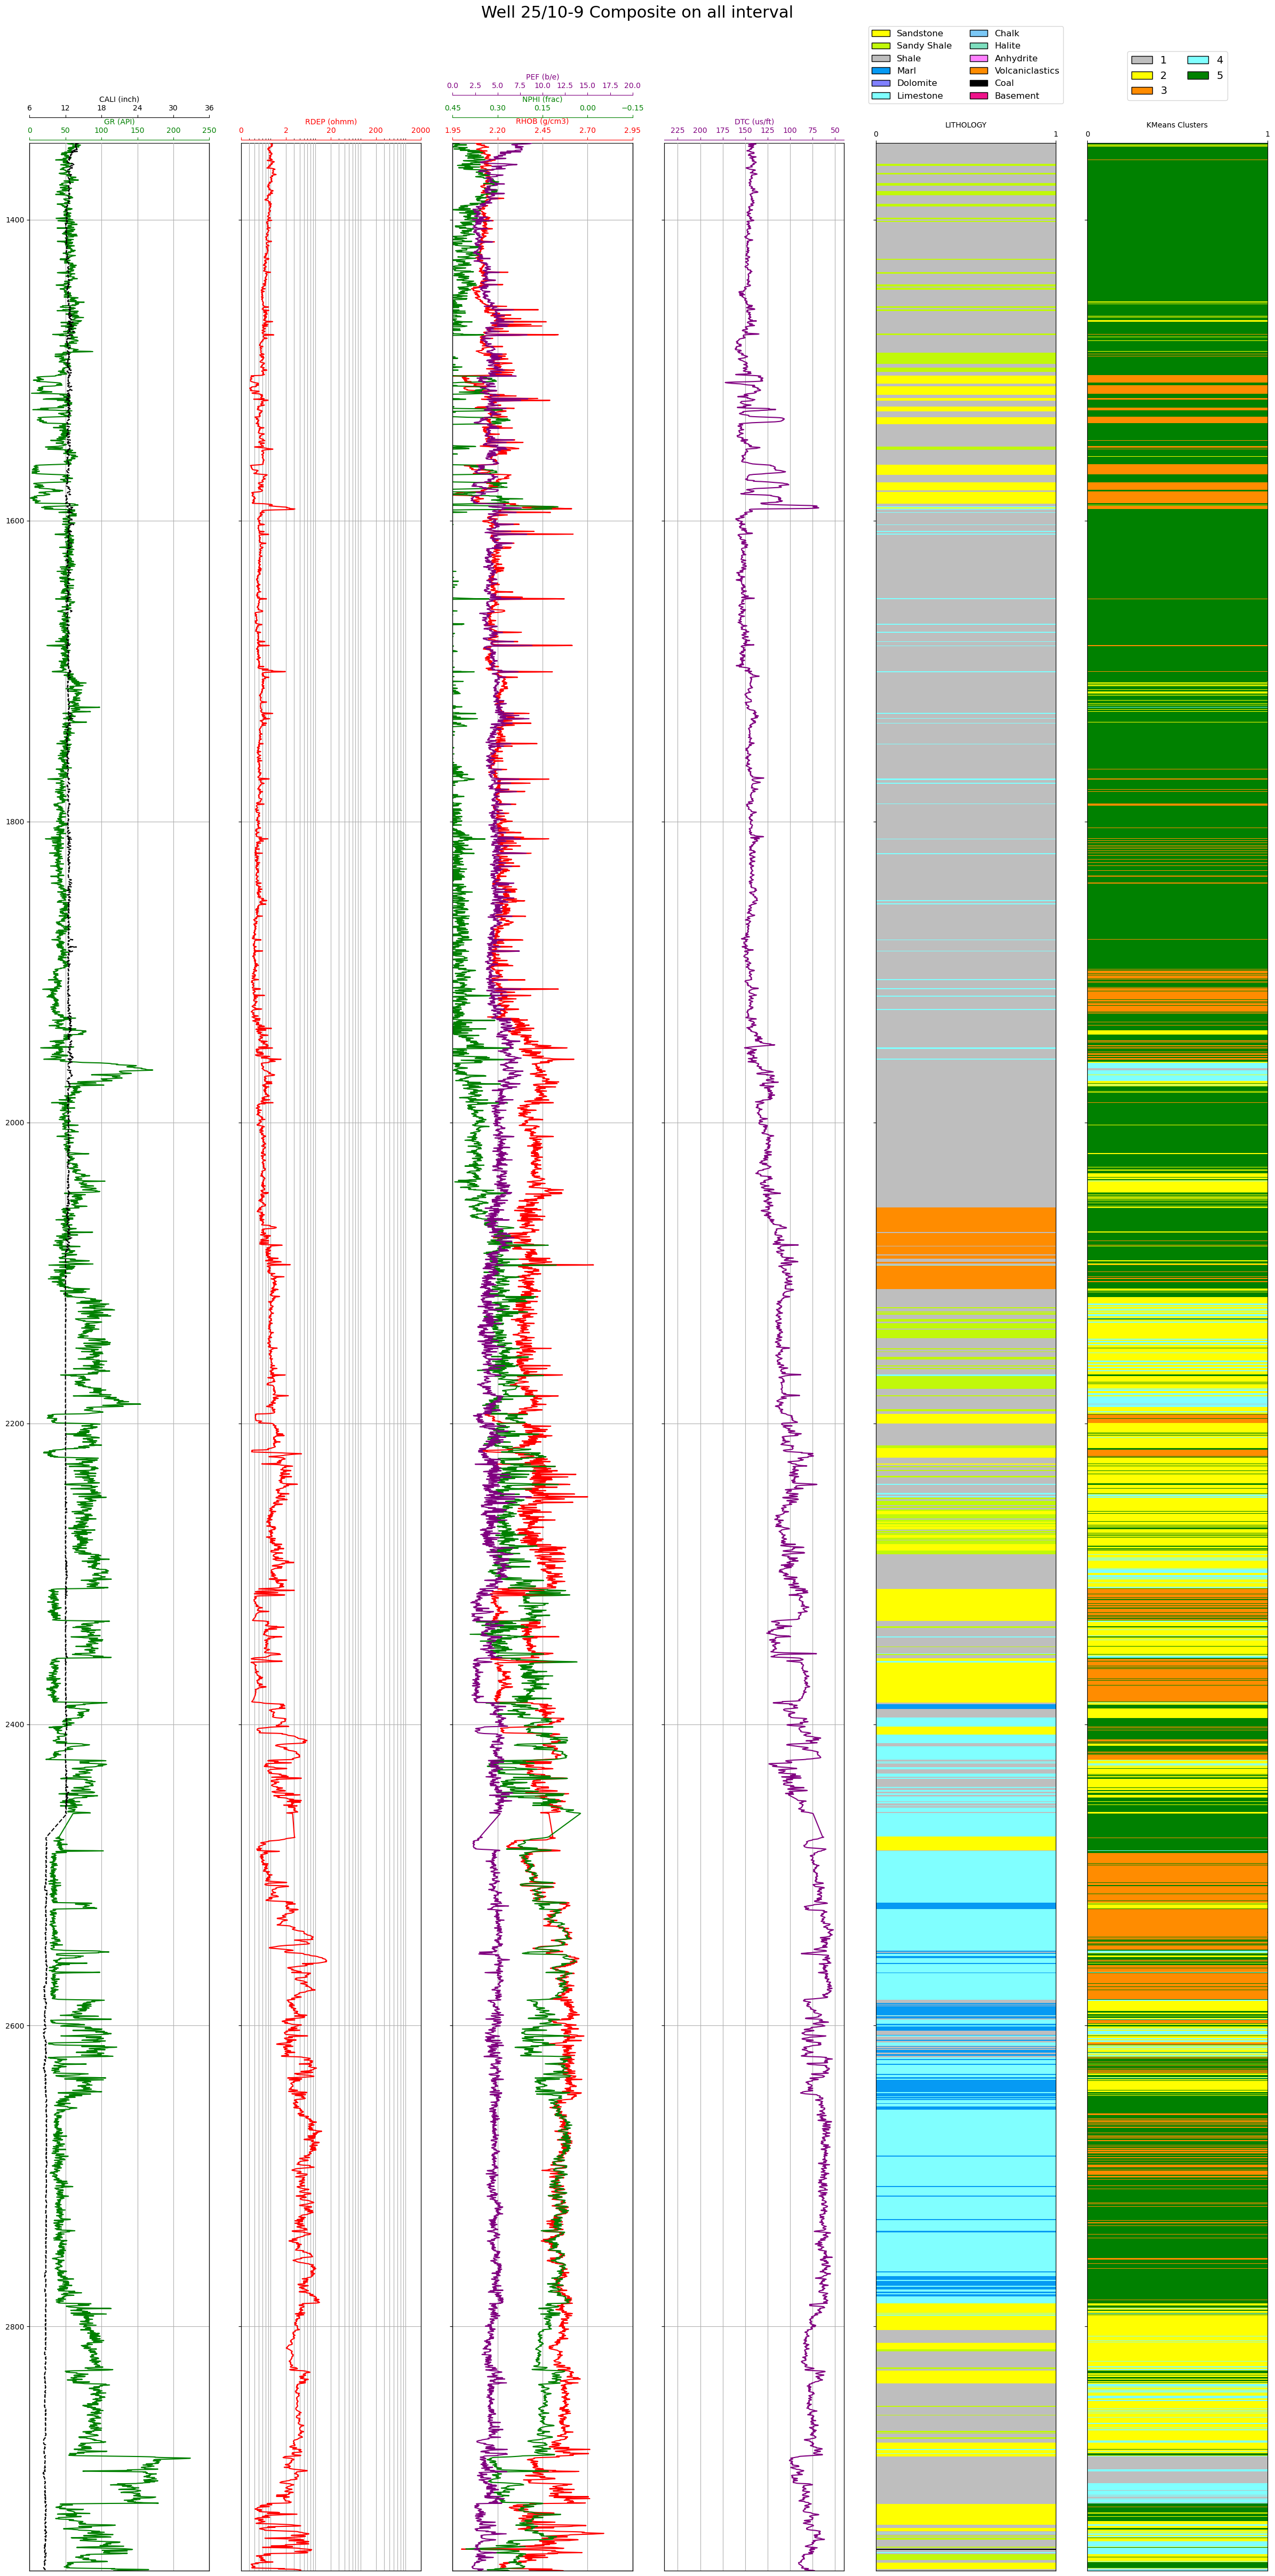 Well 25/10-9 Composite on all interval
Sandstone Chalk
Sandy Shale Halite
Shale Anhydrite
Marl Volcaniclastics
Dolomite Coal
Limestone Basement
1 4
2 5
3
PEF (b/e)
0.0 2.5 5.0 7.5 10.0 12.5 15.0 17.5 20.0
CALI (inch)
6 12 18 24 30 36
NPHI (frac)
0.45 0.30 0.15 0.00 −0.15
GR (API)
0 50 100 150 200 250
RDEP (ohmm)
0 2 20 200 2000
RHOB (g/cm3)
1.95 2.20 2.45 2.70 2.95
DTC (us/ft)
225 200 175 150 125 100 75 50
LITHOLOGY
0 1
KMeans Clusters
0 1
1400
1600
1800
2000
2200
2400
2600
2800